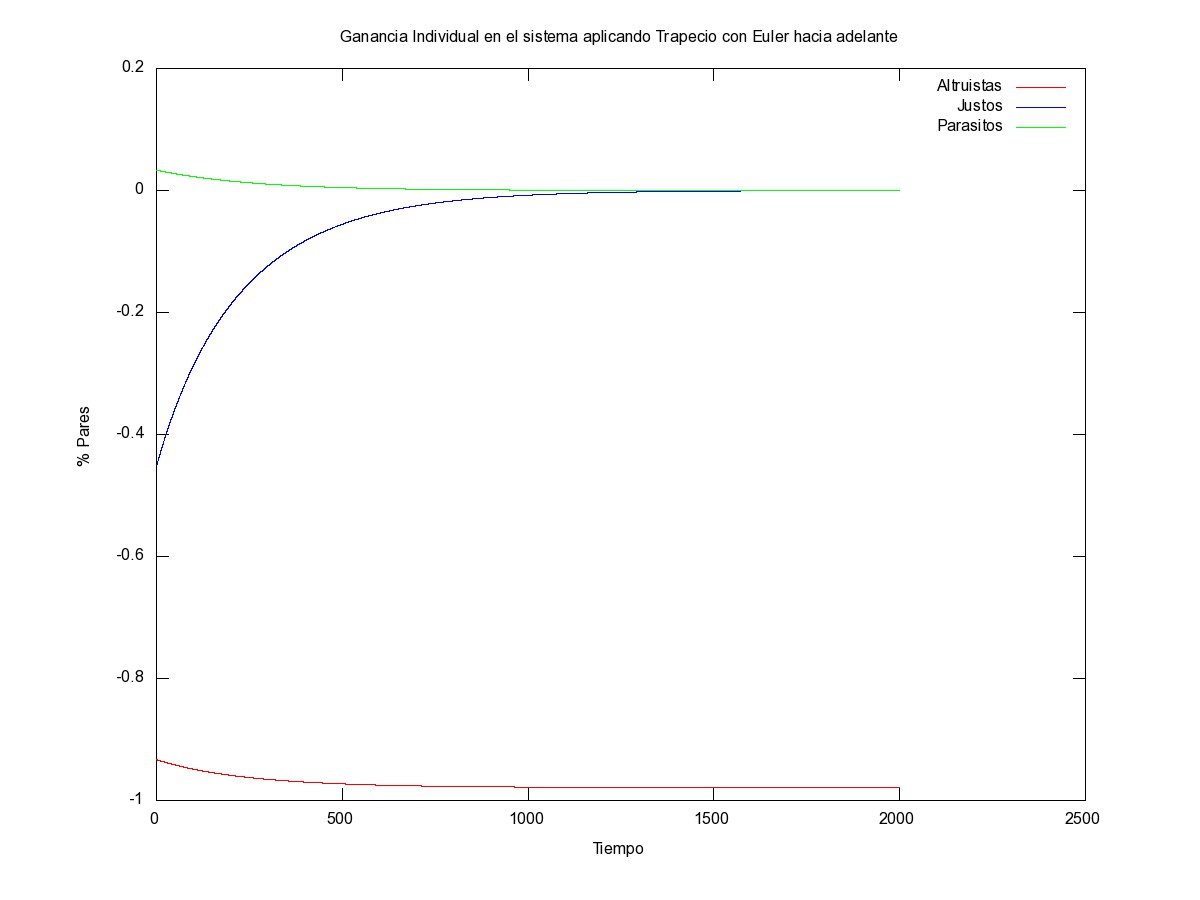 Ganancia Individual en el sistema aplicando Trapecio con Euler hacia adelante
Altruistas
Justos
Parasitos
0.2
0
-0.2
-0.4
-0.6
-0.8
-1
% Pares
0 500 1000 1500 2000 2500
Tiempo